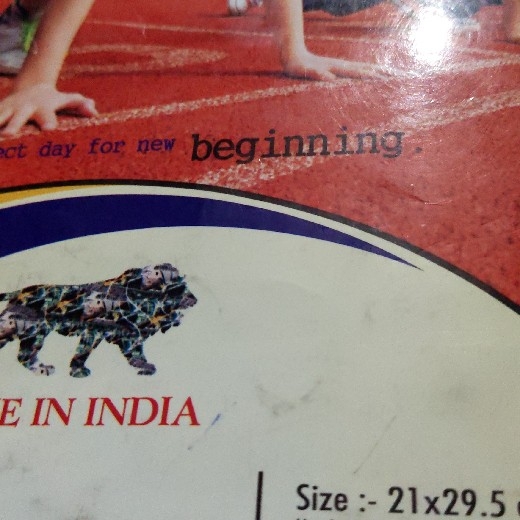 day for new beginning.
IN INDIA
Size :- 21x29.5